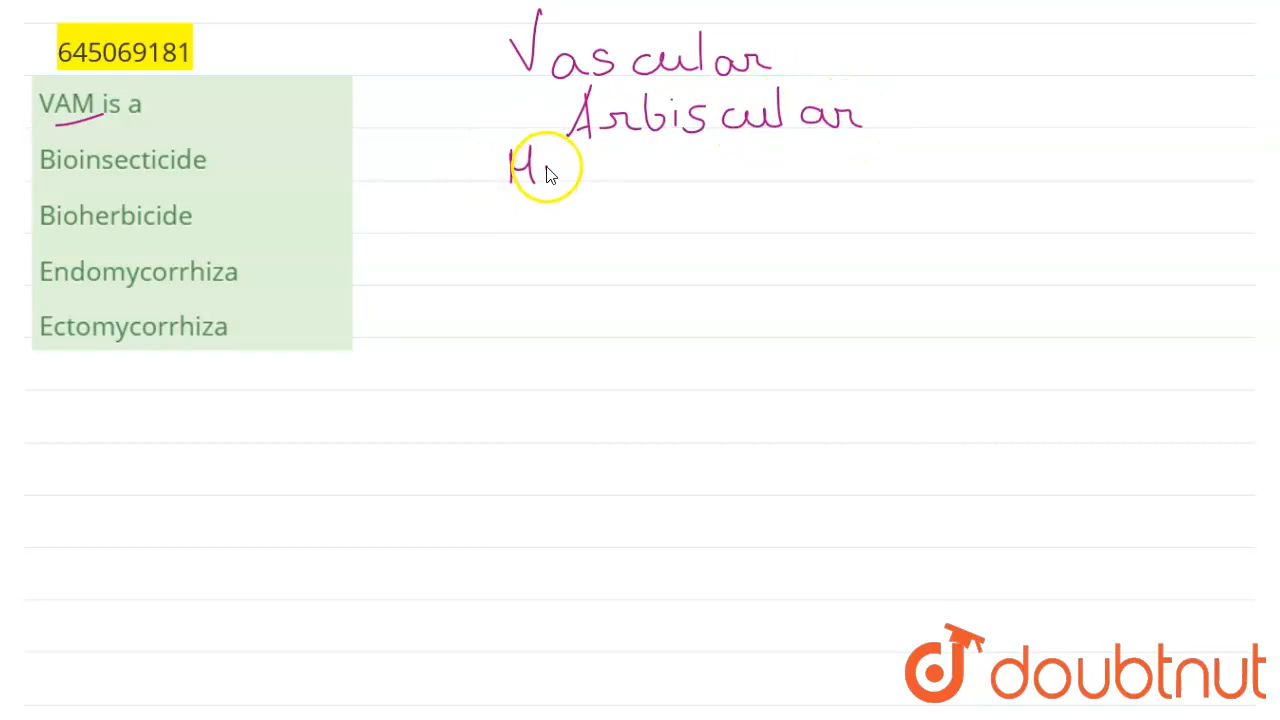 645069181
VAM is a
Bioinsecticide
Bioherbicide
Endomycorrhiza
Ectomycorrhiza
Vascular
Arbiscular
M
doubtnut